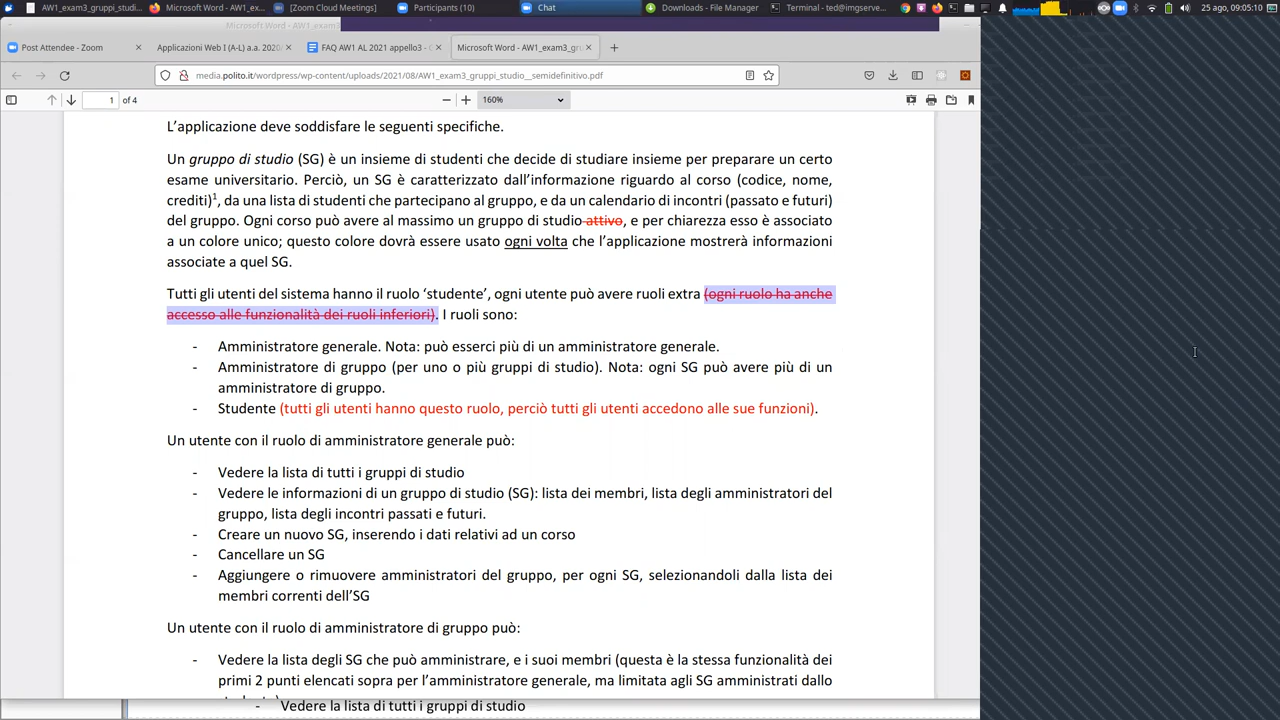 AW1_exam3_gruppi_studi... Microsoft Word - AW1_exam... [Zoom Cloud Meetings] Participants (10) Chat Downloads - File Manager Terminal - ted@imgserve... 25 ago, 09:05:10
Microsoft Word - AW1_exam3
Post Attendee - Zoom Applicazioni Web I (A-L) a.a. 2020/ FAQ AW1 AL 2021 appello3 - G Microsoft Word - AW1_exam3_gru
media.polito.it/wordpress/wp-content/uploads/2021/08/AW1_exam3_gruppi_studio__semidefinitivo.pdf
1 of 4 160%
L’applicazione deve soddisfare le seguenti specifiche.
Un gruppo di studio (SG) è un insieme di studenti che decide di studiare insieme per preparare un certo
esame universitario. Perciò, un SG è caratterizzato dall’informazione riguardo al corso (codice, nome,
crediti)1, da una lista di studenti che partecipano al gruppo, e da un calendario di incontri (passato e futuri)
del gruppo. Ogni corso può avere al massimo un gruppo di studio attivo, e per chiarezza esso è associato
a un colore unico; questo colore dovrà essere usato ogni volta che l’applicazione mostrerà informazioni
associate a quel SG.
Tutti gli utenti del sistema hanno il ruolo ‘studente’, ogni utente può avere ruoli extra (ogni ruolo ha anche
accesso alle funzionalità dei ruoli inferiori). I ruoli sono:
- Amministratore generale. Nota: può esserci più di un amministratore generale.
- Amministratore di gruppo (per uno o più gruppi di studio). Nota: ogni SG può avere più di un
amministratore di gruppo.
- Studente (tutti gli utenti hanno questo ruolo, perciò tutti gli utenti accedono alle sue funzioni).
Un utente con il ruolo di amministratore generale può:
- Vedere la lista di tutti i gruppi di studio
- Vedere le informazioni di un gruppo di studio (SG): lista dei membri, lista degli amministratori del
gruppo, lista degli incontri passati e futuri.
- Creare un nuovo SG, inserendo i dati relativi ad un corso
- Cancellare un SG
- Aggiungere o rimuovere amministratori del gruppo, per ogni SG, selezionandoli dalla lista dei
membri correnti dell’SG
Un utente con il ruolo di amministratore di gruppo può:
- Vedere la lista degli SG che può amministrare, e i suoi membri (questa è la stessa funzionalità dei
primi 2 punti elencati sopra per l’amministratore generale, ma limitata agli SG amministrati dallo
- Vedere la lista di tutti i gruppi di studio